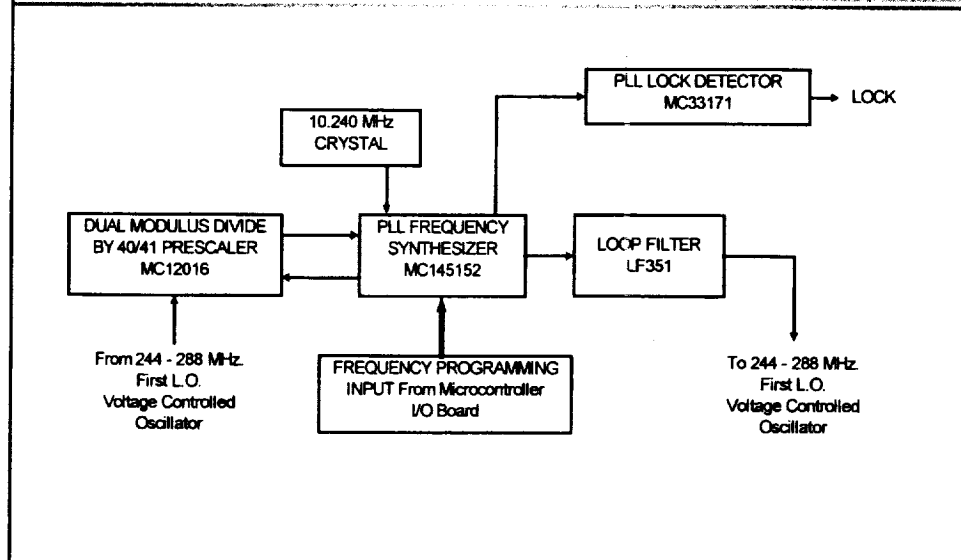 PLL LOCK DETECTOR
MC33171
LOCK
10.240 MHz
CRYSTAL
DUAL MODULUS DIVIDE
BY 40/41 PRESCALER
MC12016
PLL FREQUENCY
SYNTHESIZER
MC145152
LOOP FILTER
LF351
From 244 - 288 MHz.
First L.O.
Voltage Controlled
Oscillator
FREQUENCY PROGRAMMING
INPUT From Microcontroller
I/O Board
To 244 - 288 MHz.
First L.O.
Voltage Controlled
Oscillator